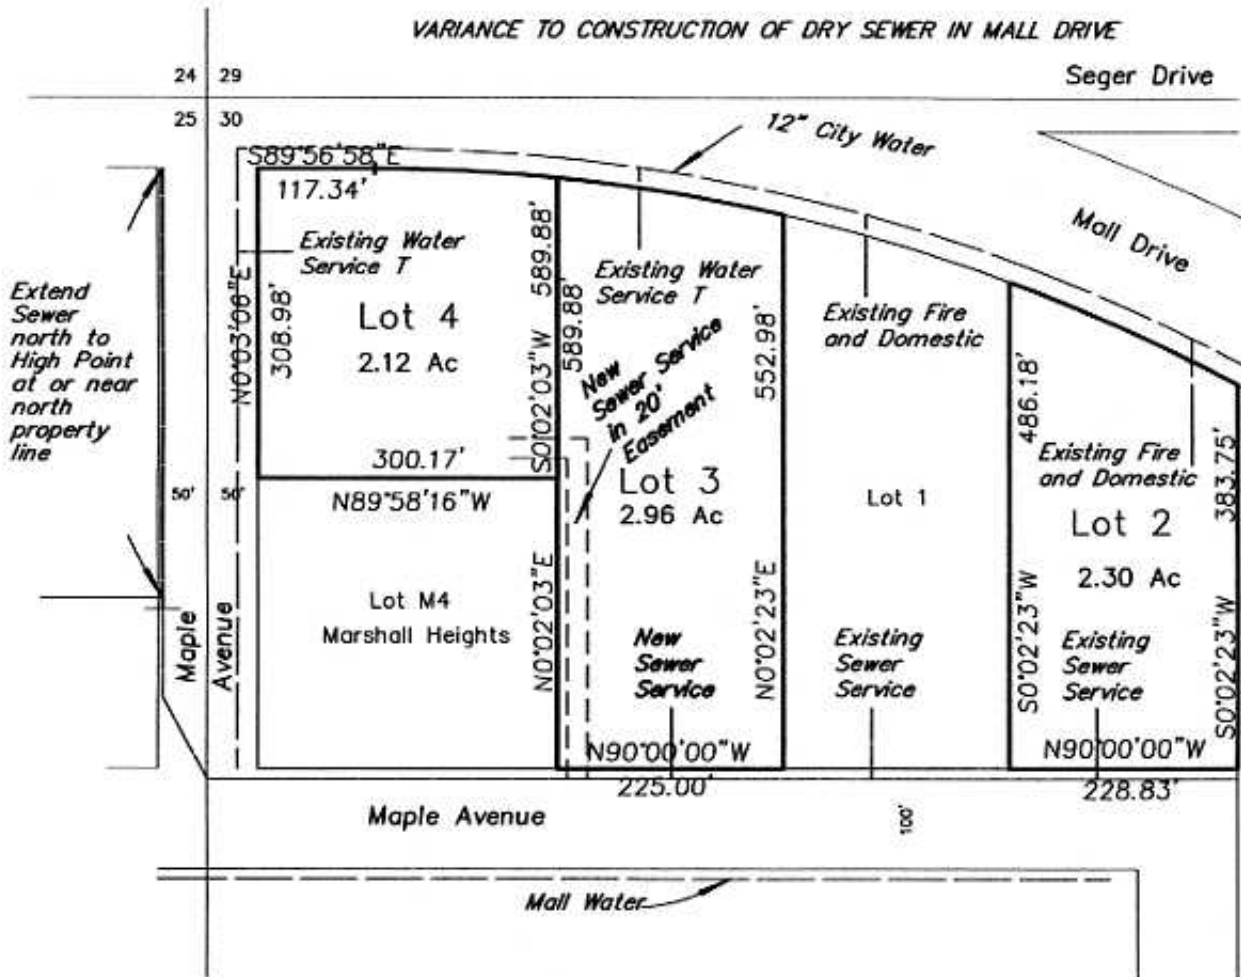 VARIANCE TO CONSTRUCTION OF DRY SEWER IN MALL DRIVE
24 29
Seger Drive
25 30
12" City Water
S89°56'58"E
117.34'
Mall Drive
Existing Water
Service T
N0°03'06"E
308.98'
Lot 4
2.12 Ac
300.17'
N89°58'16"W
589.88'
S0°02'03"W
589.88'
Existing Water
Service T
New
Sewer Service
in 20'
Easement
Lot 3
2.96 Ac
552.98'
Existing Fire
and Domestic
486.18'
Existing Fire
and Domestic
383.75'
Extend
Sewer
north to
High Point
at or near
north
property
line
50' 50'
Lot 1
Lot 2
2.30 Ac
Lot M4
Marshall Heights
Maple
Avenue
N0°02'03"E
New
Sewer
Service
N0°02'23"E
Existing
Sewer
Service
S0°02'23"W
Existing
Sewer
Service
S0°02'23"W
N90°00'00"W
225.00'
N90°00'00"W
228.83'
Maple Avenue
100'
Mall Water